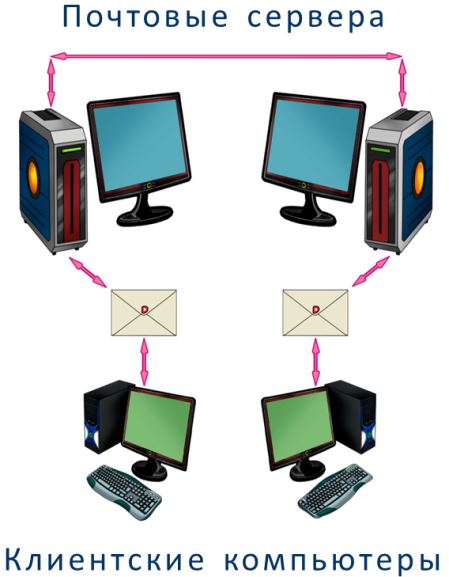 Почтовые сервера
Клиентские компьютеры